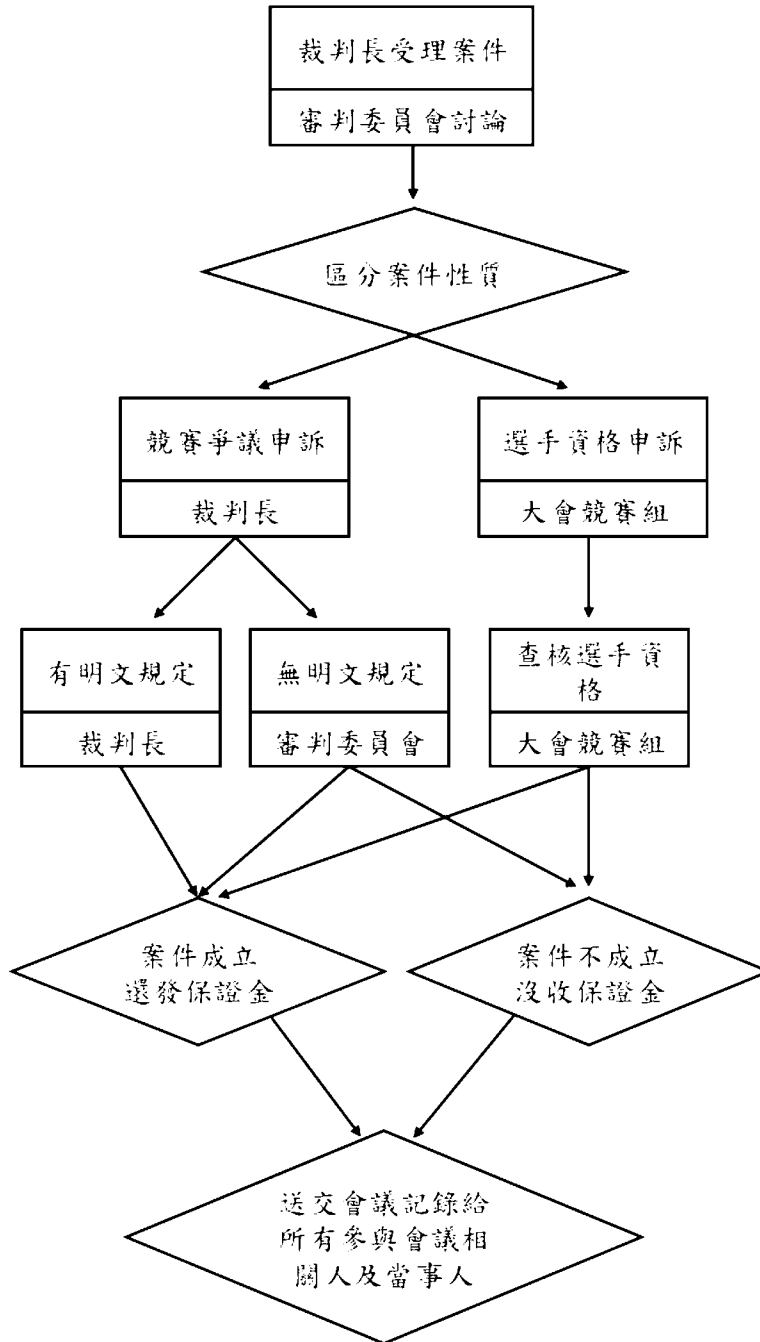 裁判長受理案件
審判委員會討論
區分案件性質
競賽爭議申訴
裁判長
選手資格申訴
大會競賽組
有明文規定
裁判長
無明文規定
審判委員會
查核選手資
格
大會競賽組
案件成立
還發保證金
案件不成立
沒收保證金
送交會議記錄給
所有參與會議相
關人及當事人